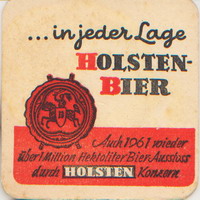 ... in jeder Lage
HOLSTEN-
BIER
Auch 1961 wieder
über 1 Million Hektoliter Bier-Ausstoss
durch HOLSTEN Konzern